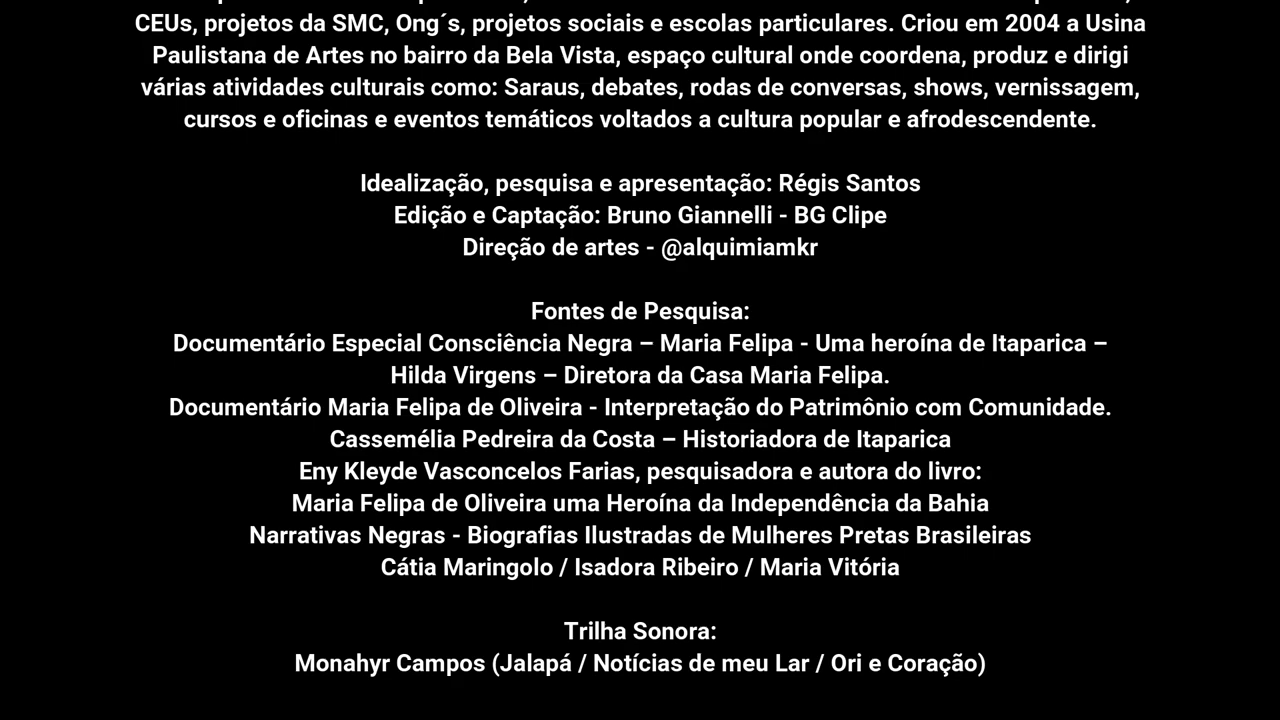 CEUs, projetos da SMC, Ong´s, projetos sociais e escolas particulares. Criou em 2004 a Usina
Paulistana de Artes no bairro da Bela Vista, espaço cultural onde coordena, produz e dirigi
várias atividades culturais como: Saraus, debates, rodas de conversas, shows, vernissagem,
cursos e oficinas e eventos temáticos voltados a cultura popular e afrodescendente.
Idealização, pesquisa e apresentação: Régis Santos
Edição e Captação: Bruno Giannelli - BG Clipe
Direção de artes - @alquimiamkr
Fontes de Pesquisa:
Documentário Especial Consciência Negra – Maria Felipa - Uma heroína de Itaparica –
Hilda Virgens – Diretora da Casa Maria Felipa.
Documentário Maria Felipa de Oliveira - Interpretação do Patrimônio com Comunidade.
Cassemélia Pedreira da Costa – Historiadora de Itaparica
Eny Kleyde Vasconcelos Farias, pesquisadora e autora do livro:
Maria Felipa de Oliveira uma Heroína da Independência da Bahia
Narrativas Negras - Biografias Ilustradas de Mulheres Pretas Brasileiras
Cátia Maringolo / Isadora Ribeiro / Maria Vitória
Trilha Sonora:
Monahyr Campos (Jalapá / Notícias de meu Lar / Ori e Coração)